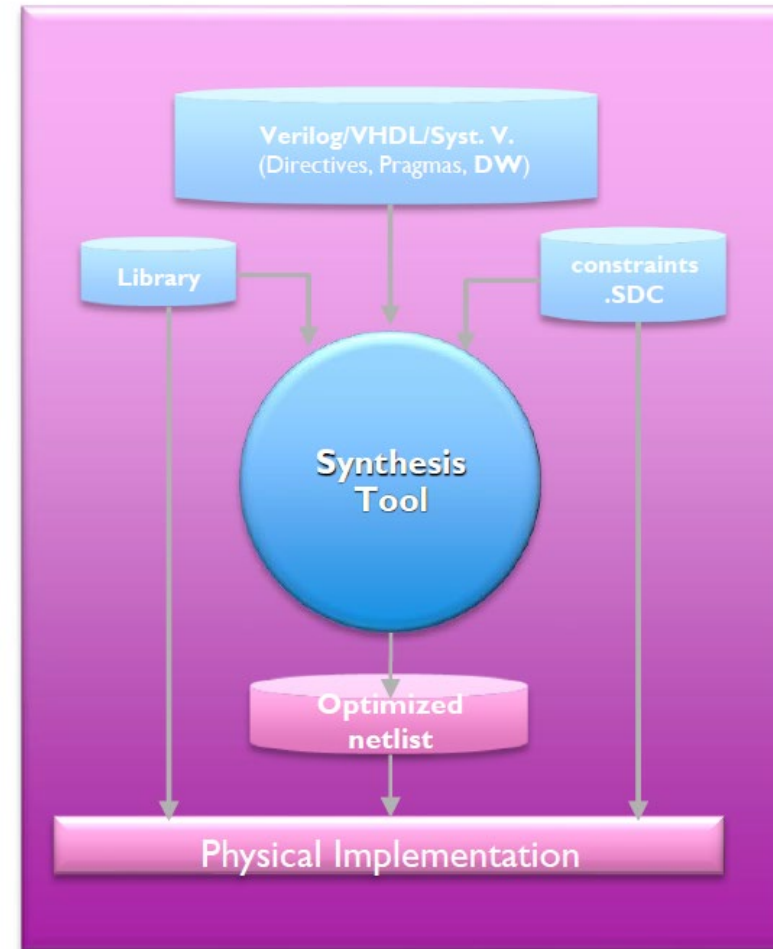 Verilog/VHDL/Syst. V.
(Directives, Pragmas, DW)
Library
constraints
.SDC
Synthesis
Tool
Optimized
netlist
Physical Implementation